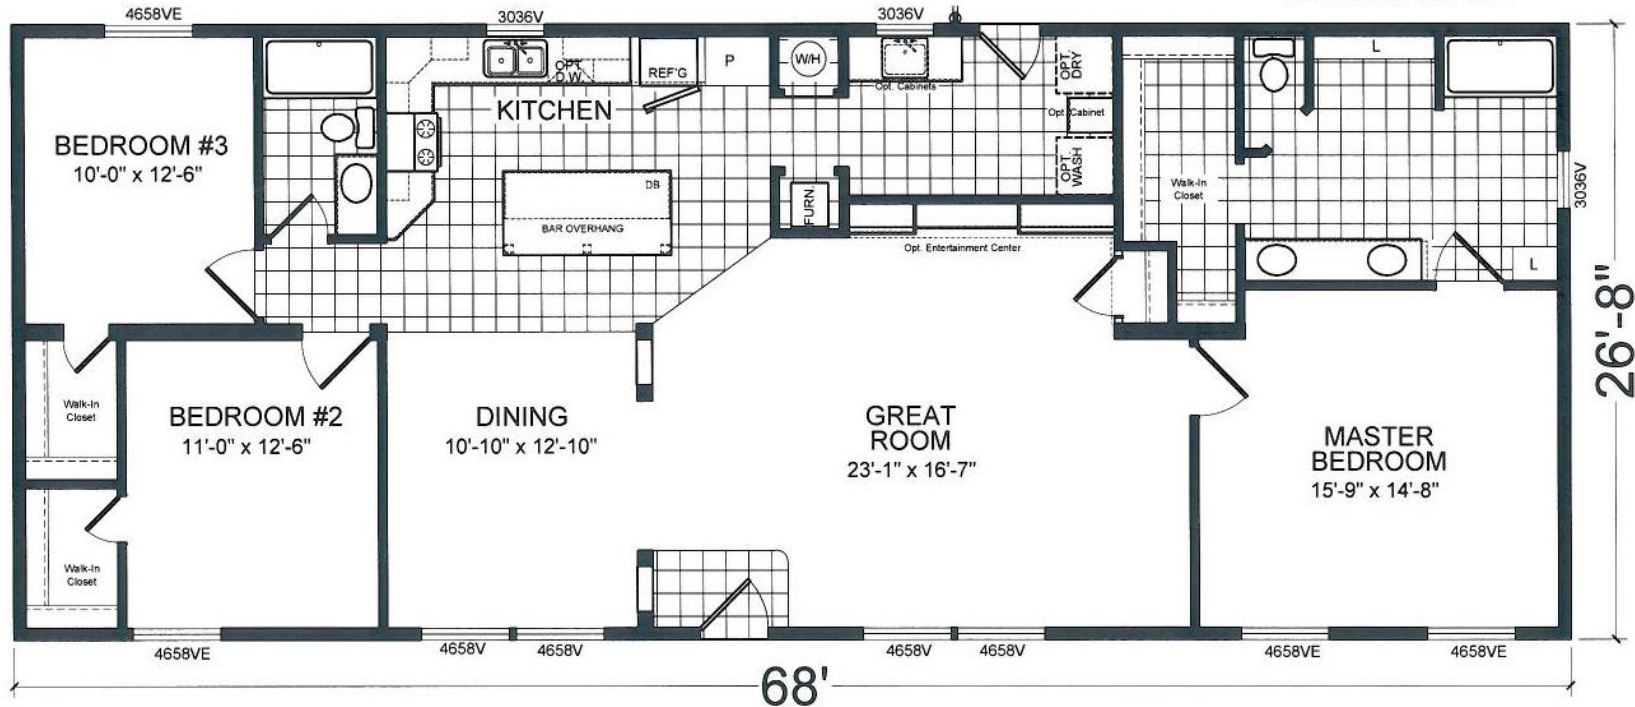 4658VE
3036V
3036V
OPT.
D.W.
REF'G
P
W/H
Opt. Cabinets
OPT.
DRY
L
KITCHEN
Opt. Cabinet
BEDROOM #3
10'-0" x 12'-6"
OPT.
WASH
Walk-In
Closet
3036V
DB
FURN.
BAR OVERHANG
Opt. Entertainment Center
L
26'-8"
Walk-In
Closet
BEDROOM #2
11'-0" x 12'-6"
DINING
10'-10" x 12'-10"
GREAT
ROOM
23'-1" x 16'-7"
MASTER
BEDROOM
15'-9" x 14'-8"
Walk-In
Closet
4658VE
4658V
4658V
4658V
4658V
4658VE
4658VE
68'